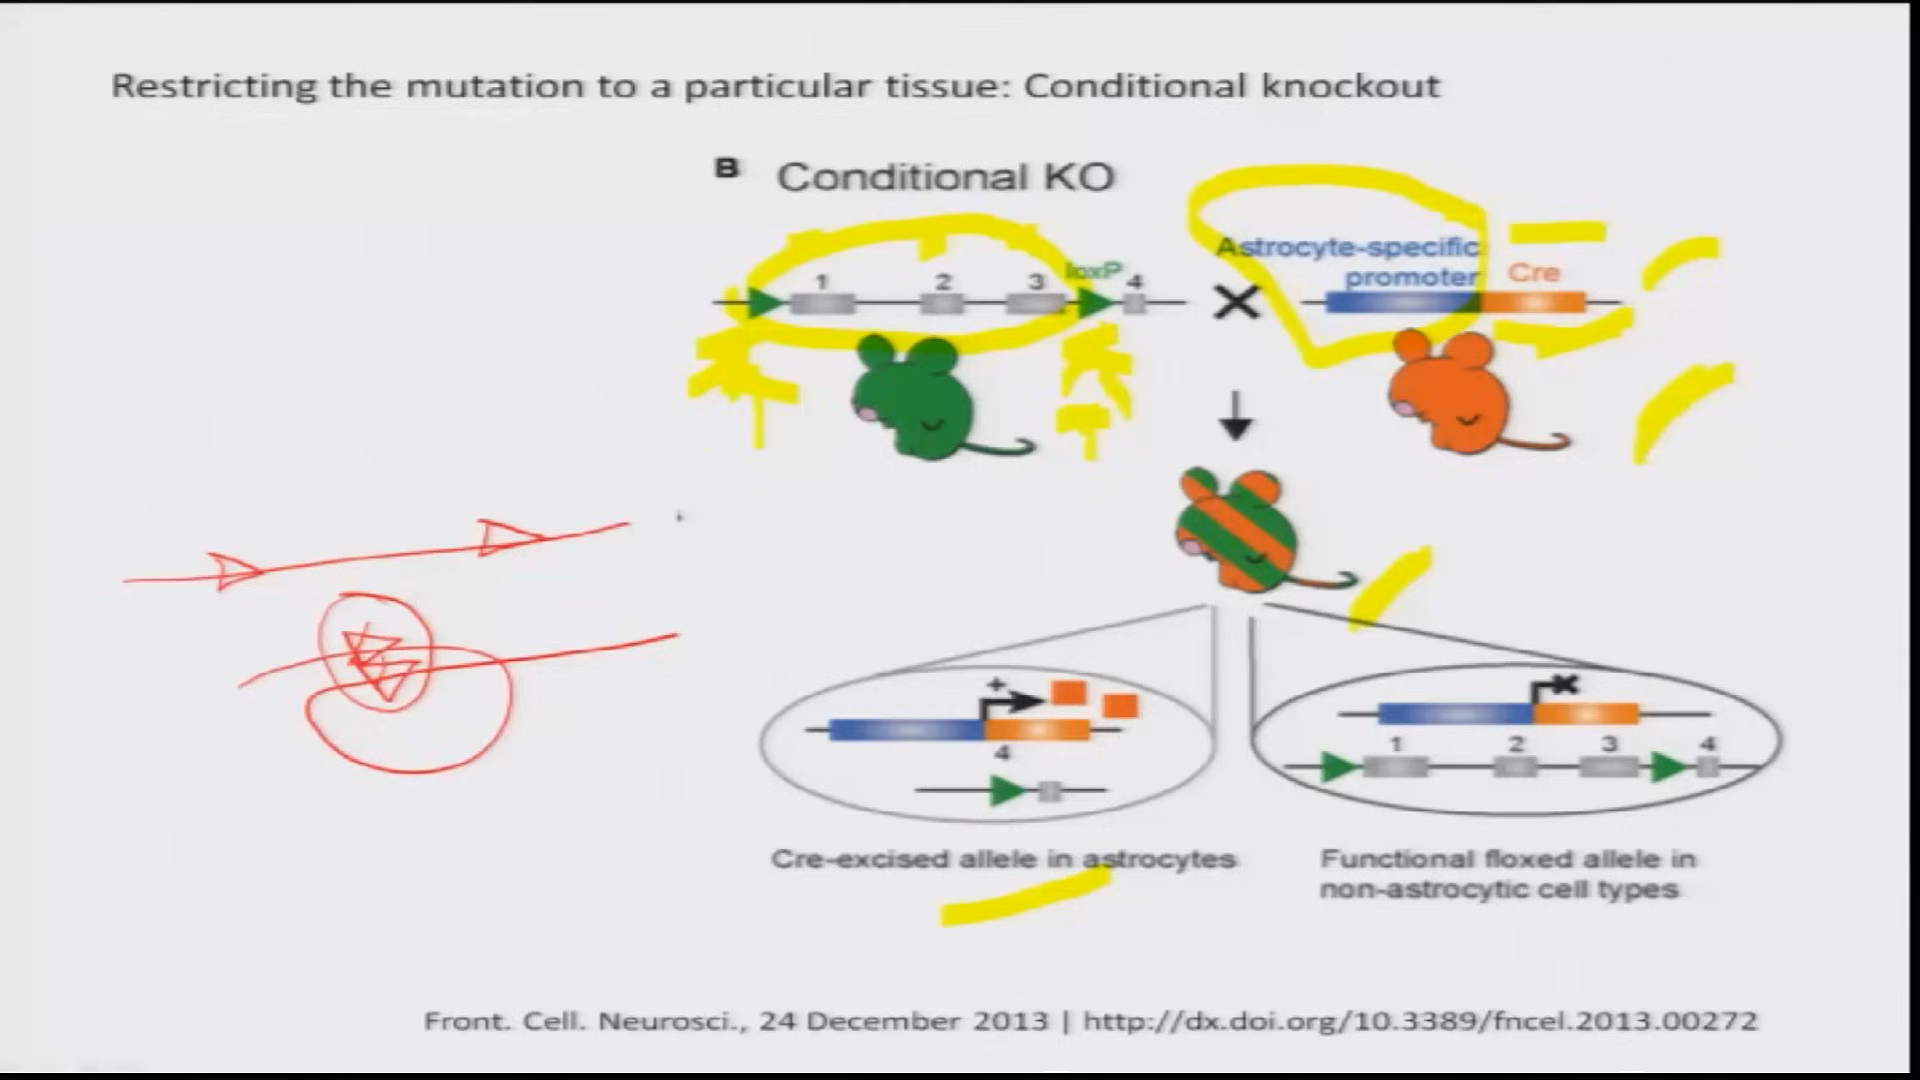 Restricting the mutation to a particular tissue: Conditional knockout
B Conditional KO
Astrocyte-specific
promoter
Cre
loxP
1 2 3 4
+
4
1 2 3 4
Cre-excised allele in astrocytes
Functional floxed allele in
non-astrocytic cell types
Front. Cell. Neurosci., 24 December 2013 | http://dx.doi.org/10.3389/fncel.2013.00272